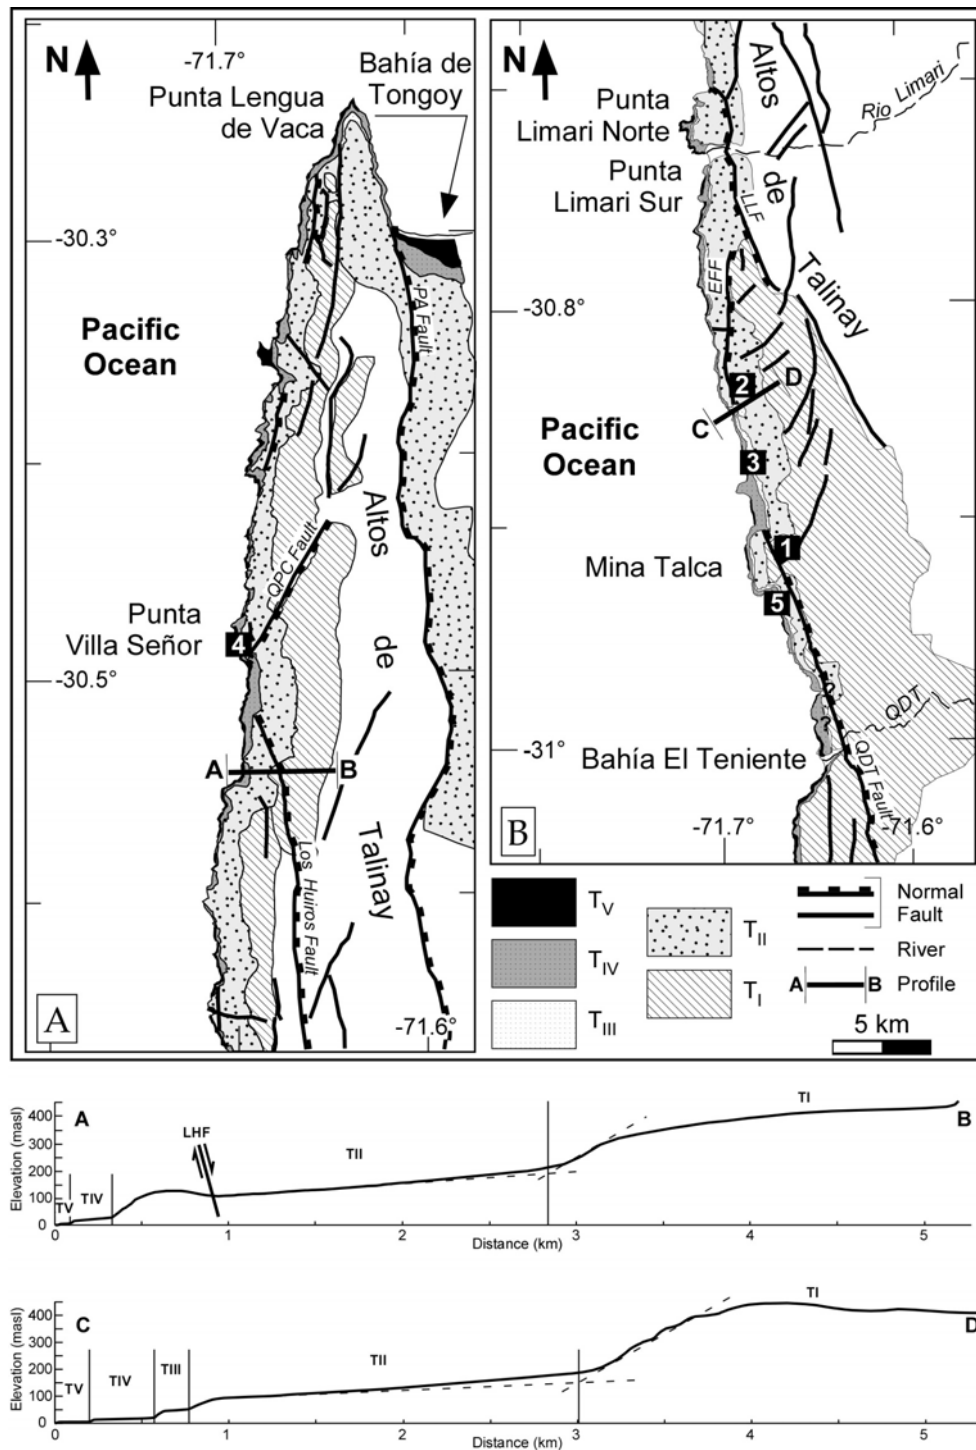 N
-71.7°
Bahía de
Tongoy
Punta Lengua
de Vaca
-30.3°
Pacific
Ocean
PA Fault
Altos
de
Talinay
QPC Fault
Punta
Villa Señor
4
-30.5°
A
B
Los Huiros Fault
-71.6°
A
N
Altos
de
Talinay
Rio Limari
Punta
Limari Norte
Punta
Limari Sur
LLF
EFF
-30.8°
2
D
C
Pacific
Ocean
3
1
Mina Talca
5
?
?
QDT
-31°
Bahía El Teniente
QDT Fault
-71.7°
-71.6°
B
TV
TIV
TIII
TII
TI
Normal
Fault
River
A B Profile
5 km
Elevation (masl)
400
300
200
100
0
A
LHF
TV
TIV
TII
TI
B
0 1 2 3 4 5
Distance (km)
Elevation (masl)
400
300
200
100
0
C
TV
TIV
TIII
TII
TI
D
0 1 2 3 4 5
Distance (km)